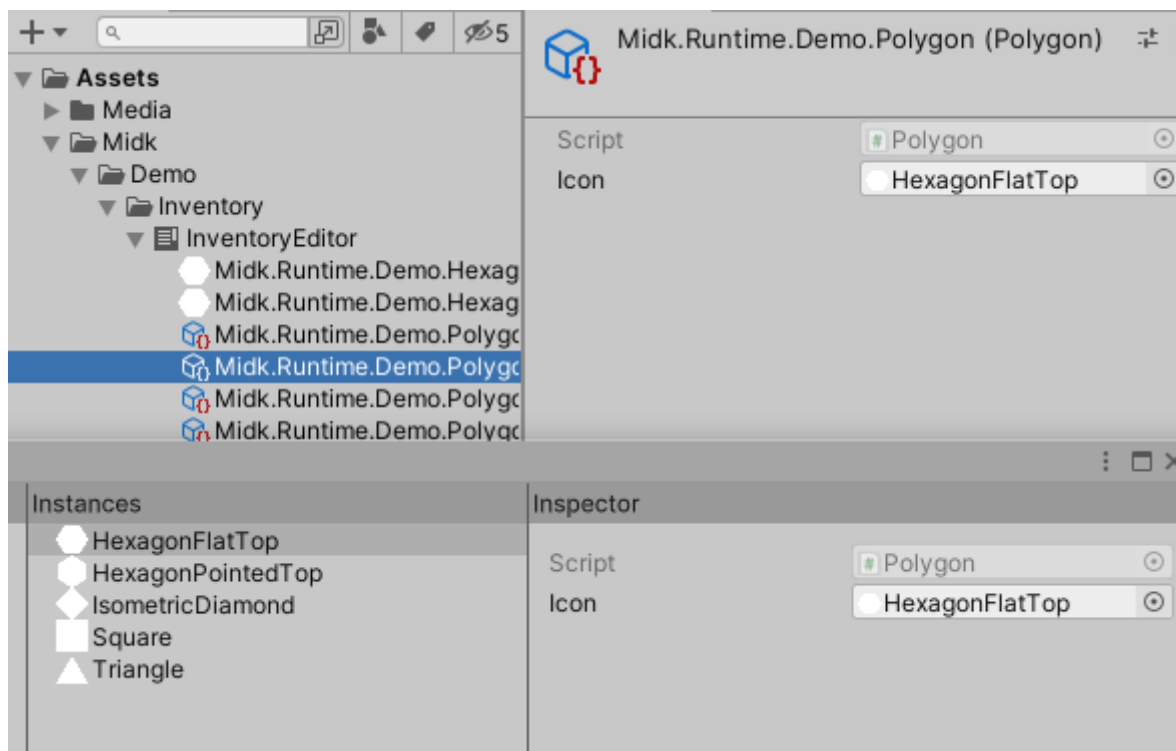 5
Assets
Media
Midk
Demo
Inventory
InventoryEditor
Midk.Runtime.Demo.Hexag
Midk.Runtime.Demo.Hexag
Midk.Runtime.Demo.Polygo
Midk.Runtime.Demo.Polygo
Midk.Runtime.Demo.Polygo
Midk.Runtime.Demo.Polygo
Midk.Runtime.Demo.Polygon (Polygon)
Script # Polygon
Icon HexagonFlatTop
Instances
HexagonFlatTop
HexagonPointedTop
IsometricDiamond
Square
Triangle
Inspector
Script # Polygon
Icon HexagonFlatTop